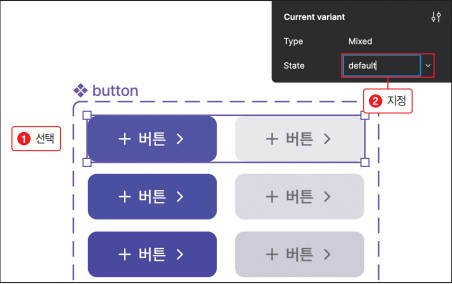 Current variant
Type Mixed
State default
❷ 지정
button
❶ 선택
+ 버튼 > + 버튼 >
+ 버튼 > + 버튼 >
+ 버튼 > + 버튼 >